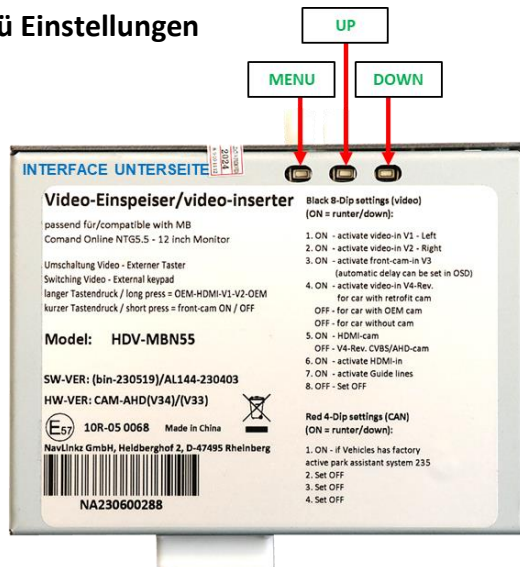 ü Einstellungen
UP
MENU
DOWN
INTERFACE UNTERSEITE
2024
Video-Einspeiser/video-inserter
passend für/compatible with MB
Comand Online NTG5.5 - 12 inch Monitor
Umschaltung Video - Externer Taster
Switching Video - External keypad
langer Tastendruck / long press = OEM-HDMI-V1-V2-OEM
kurzer Tastendruck / short press = front-cam ON / OFF
Model: HDV-MBN55
SW-VER: (bin-230519)/AL144-230403
HW-VER: CAM-AHD(V34)/(V33)
E57 10R-05 0068 Made in China
NavLinkz GmbH, Heidberghof 2, D-47495 Rheinberg
NA230600288
Black 8-Dip settings (video)
(ON = runter/down):
1. ON - activate video-in V1 - Left
2. ON - activate video-in V2 - Right
3. ON - activate front-cam-in V3
(automatic delay can be set in OSD)
4. ON - activate video-in V4-Rev.
for car with retrofit cam
OFF - for car with OEM cam
OFF - for car without cam
5. ON - HDMI-cam
OFF - V4-Rev. CVBS/AHD-cam
6. ON - activate HDMI-in
7. ON - activate Guide lines
8. OFF - Set OFF
Red 4-Dip settings (CAN)
(ON = runter/down):
1. ON - if Vehicles has factory
active park assistant system 235
2. Set OFF
3. Set OFF
4. Set OFF